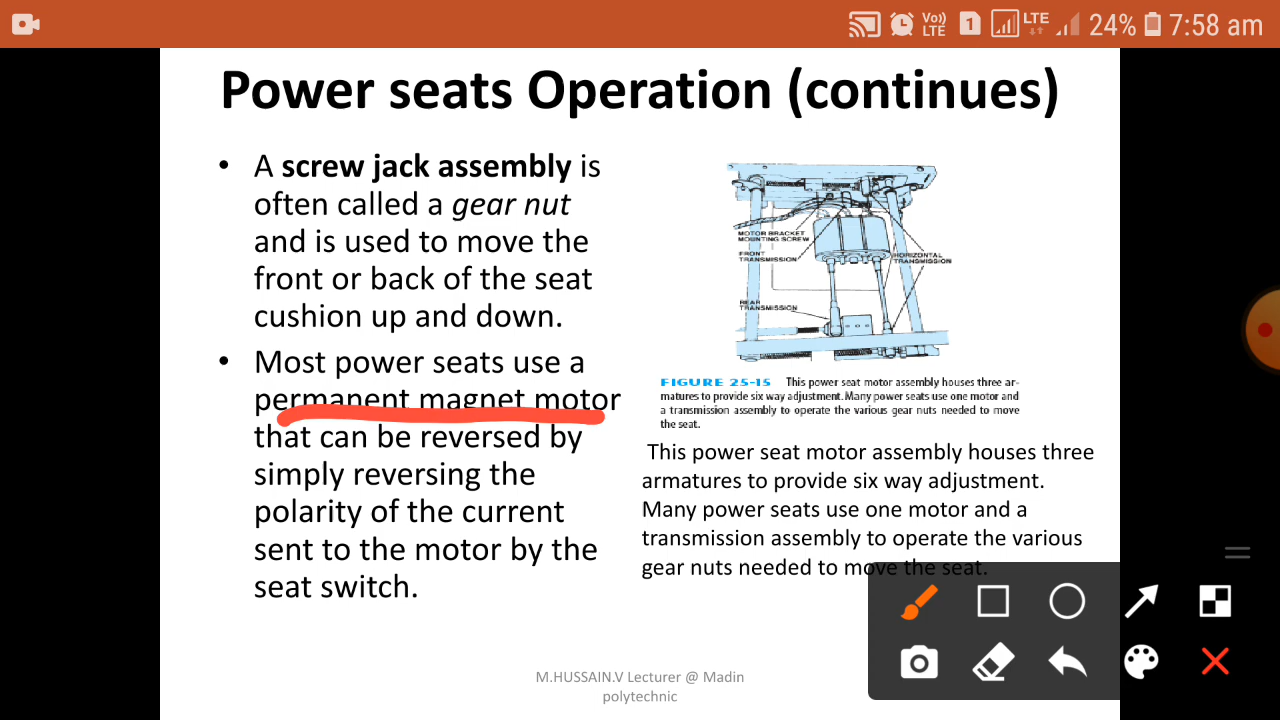 Vo))
LTE
1
LTE
24%
7:58 am
Power seats Operation (continues)
• A screw jack assembly is
often called a gear nut
and is used to move the
front or back of the seat
cushion up and down.
• Most power seats use a
permanent magnet motor
that can be reversed by
simply reversing the
polarity of the current
sent to the motor by the
seat switch.
MOTOR BRACKET
MOUNTING SCREW
FRONT
TRANSMISSION
HORIZONTAL
TRANSMISSION
REAR
TRANSMISSION
FIGURE 25-15 This power seat motor assembly houses three ar-
matures to provide six way adjustment. Many power seats use one motor and
a transmission assembly to operate the various gear nuts needed to move
the seat.
This power seat motor assembly houses three
armatures to provide six way adjustment.
Many power seats use one motor and a
transmission assembly to operate the various
gear nuts needed to move the seat.
M.HUSSAIN.V Lecturer @ Madin
polytechnic